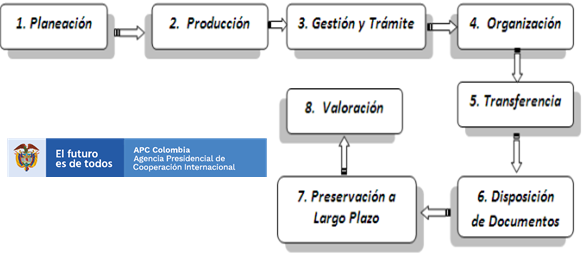 1. Planeación
2. Producción
3. Gestión y Trámite
4. Organización
5. Transferencia
6. Disposición
de Documentos
7. Preservación a
Largo Plazo
8. Valoración
El futuro
es de todos
APC Colombia
Agencia Presidencial de
Cooperación Internacional